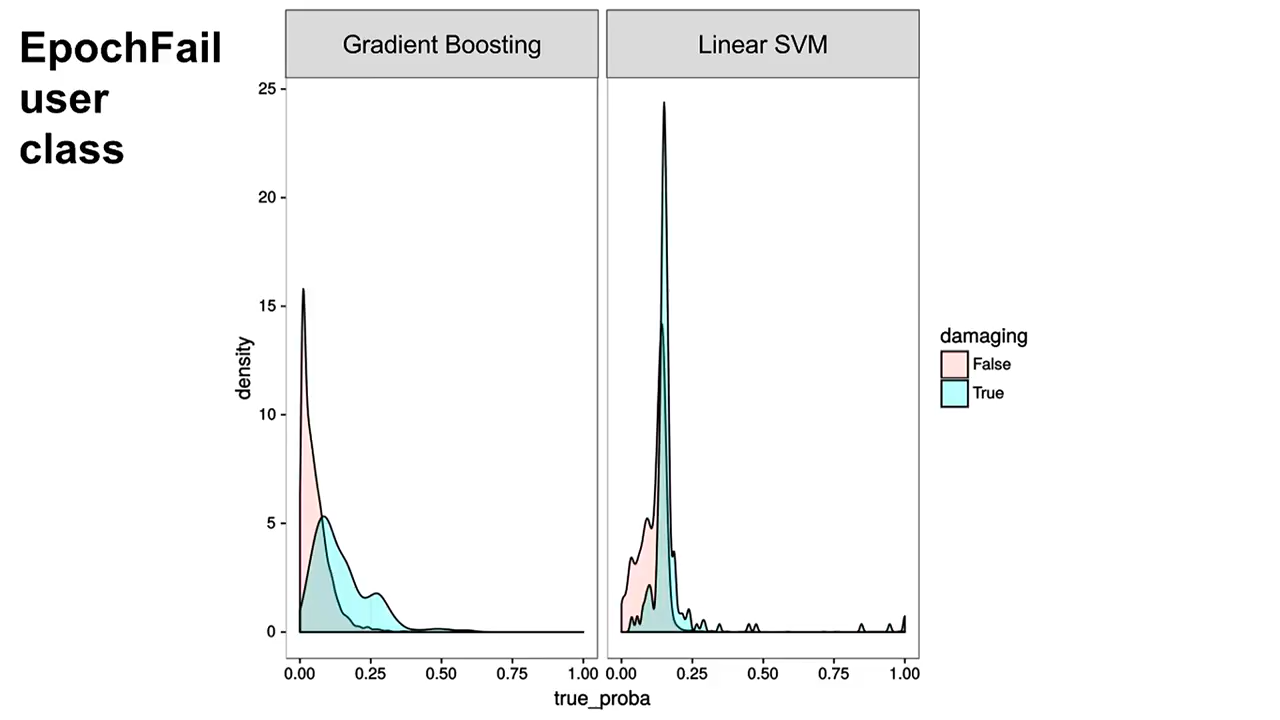 EpochFail
user
class
Gradient Boosting
Linear SVM
25
20
15
10
5
0
density
0.00 0.25 0.50 0.75 1.00
0.00 0.25 0.50 0.75 1.00
true_proba
damaging
False
True